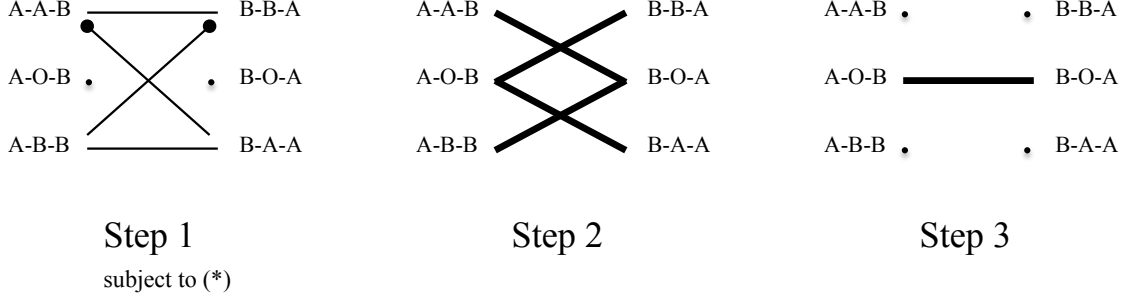 A-A-B B-B-A A-A-B B-B-A A-A-B B-B-A
A-O-B B-O-A A-O-B B-O-A A-O-B B-O-A
A-B-B B-A-A A-B-B B-A-A A-B-B B-A-A
Step 1 Step 2 Step 3
subject to (*)